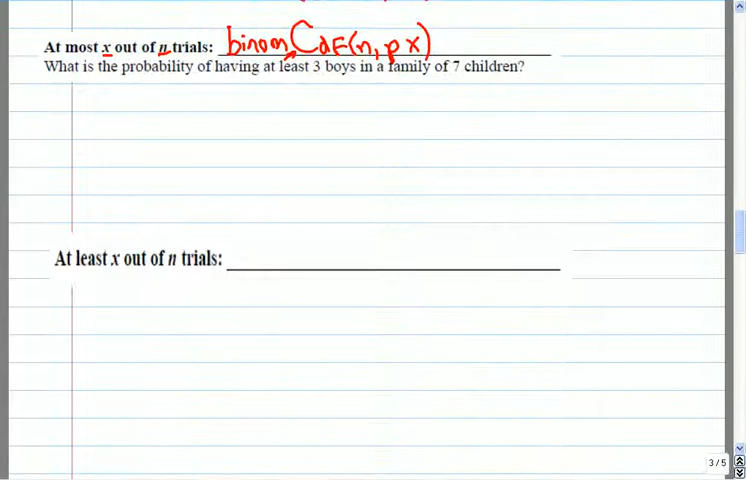 At most x out of n trials: binomCdF(n, p x)
What is the probability of having at least 3 boys in a family of 7 children?
At least x out of n trials:
3 / 5